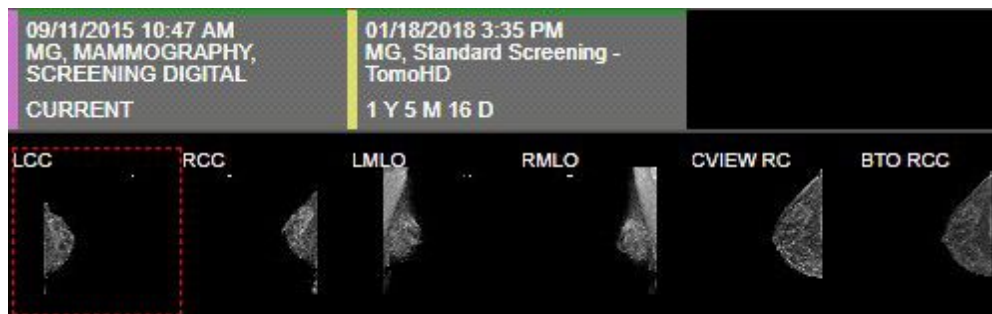 09/11/2015 10:47 AM
MG, MAMMOGRAPHY,
SCREENING DIGITAL
CURRENT
01/18/2018 3:35 PM
MG, Standard Screening -
TomoHD
1 Y 5 M 16 D
LCC
RCC
LMLO
RMLO
CVIEW RC
BTO RCC